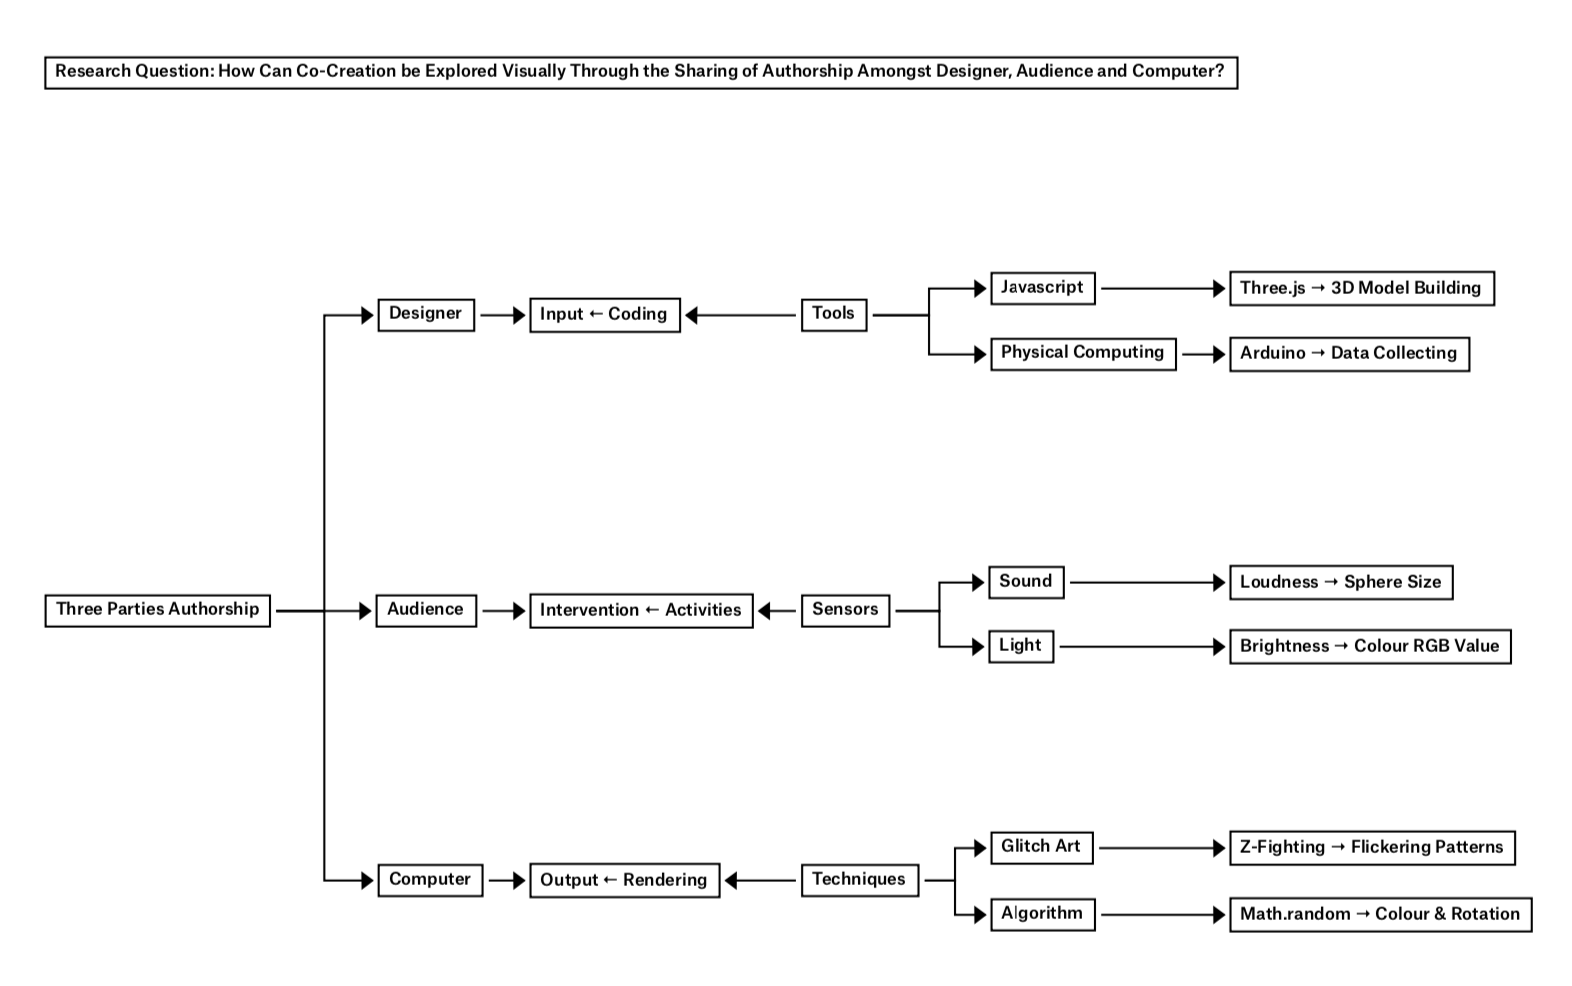 Research Question: How Can Co-Creation be Explored Visually Through the Sharing of Authorship Amongst Designer, Audience and Computer?
Three Parties Authorship
Designer
Input ← Coding
Tools
Javascript
Three.js → 3D Model Building
Physical Computing
Arduino → Data Collecting
Audience
Intervention ← Activities
Sensors
Sound
Loudness → Sphere Size
Light
Brightness → Colour RGB Value
Computer
Output ← Rendering
Techniques
Glitch Art
Z-Fighting → Flickering Patterns
Algorithm
Math.random → Colour & Rotation